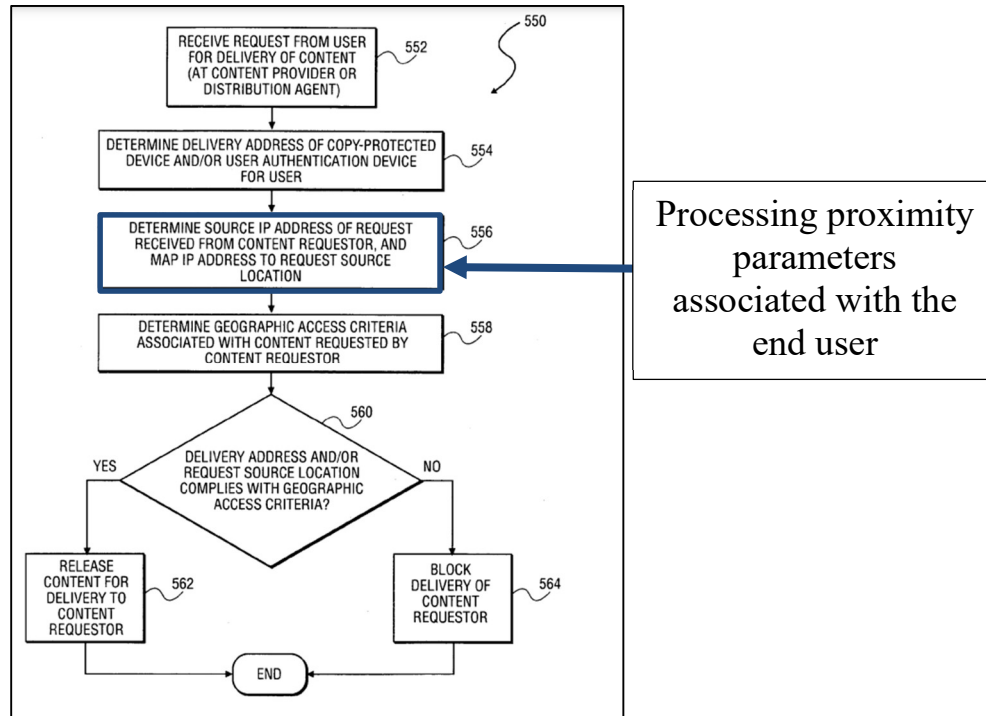 550
RECEIVE REQUEST FROM USER
FOR DELIVERY OF CONTENT
(AT CONTENT PROVIDER OR
DISTRIBUTION AGENT)
552
DETERMINE DELIVERY ADDRESS OF COPY-PROTECTED
DEVICE AND/OR USER AUTHENTICATION DEVICE
FOR USER
554
DETERMINE SOURCE IP ADDRESS OF REQUEST
RECEIVED FROM CONTENT REQUESTOR, AND
MAP IP ADDRESS TO REQUEST SOURCE
LOCATION
556
Processing proximity
parameters
associated with the
end user
DETERMINE GEOGRAPHIC ACCESS CRITERIA
ASSOCIATED WITH CONTENT REQUESTED BY
CONTENT REQUESTOR
558
560
DELIVERY ADDRESS AND/OR
REQUEST SOURCE LOCATION
COMPLIES WITH GEOGRAPHIC
ACCESS CRITERIA?
YES
NO
RELEASE
CONTENT FOR
DELIVERY TO
CONTENT
REQUESTOR
562
BLOCK
DELIVERY OF
CONTENT
REQUESTOR
564
END